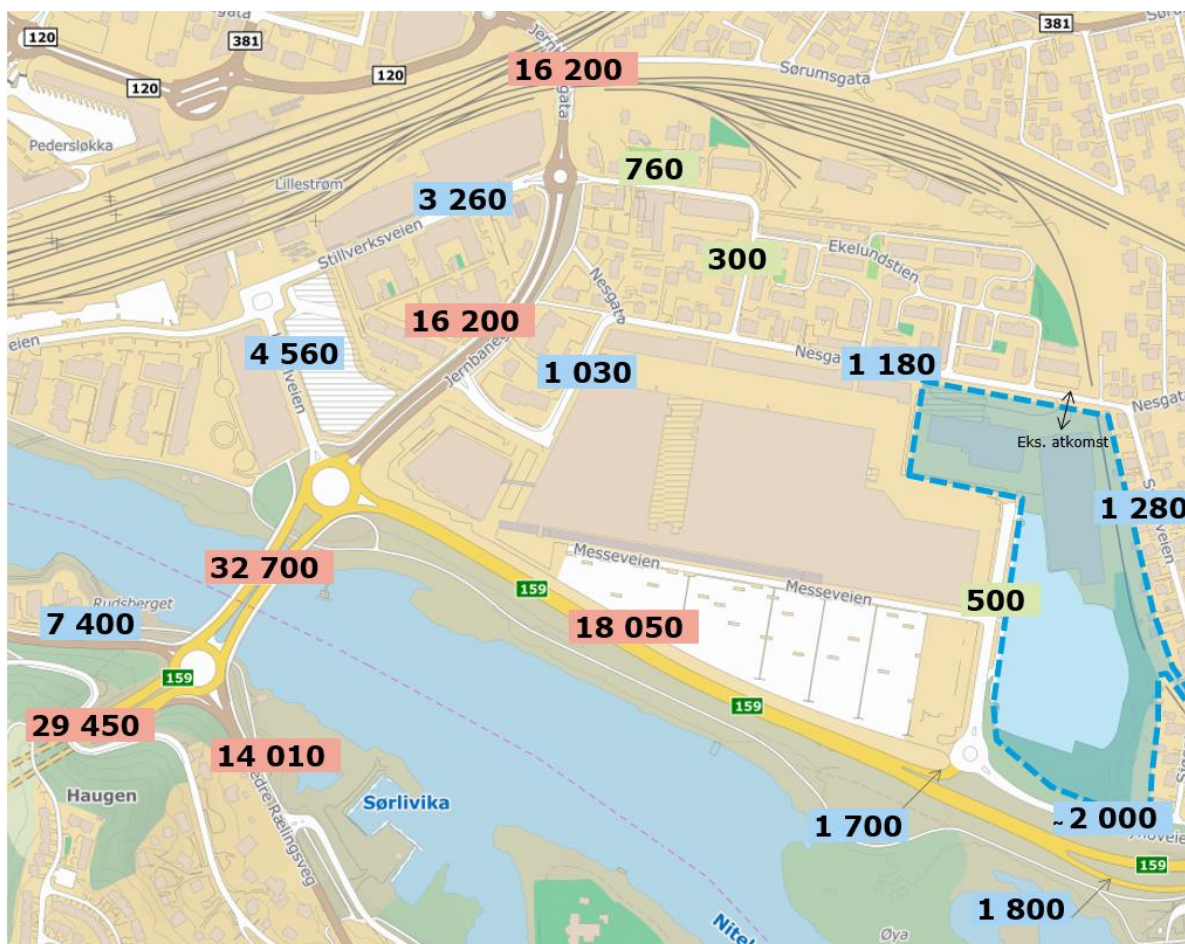 gata
120
381
120
120
Jernbanegata
16 200
Sørumsgata
381
Pedersløkka
Lillestrøm
760
3 260
Stillverksveien
Ekelundstien
300
Nesgata
16 200
4 560
1 030
Nesgata
1 180
Nesgata
Eks. atkomst
eien
1 280
Messeveien
Messeveien
32 700
159
500
Rudsberget
7 400
18 050
159
159
29 450
14 010
Haugen
Sørlivika
1 700
~2 000
159
1 800
Øya